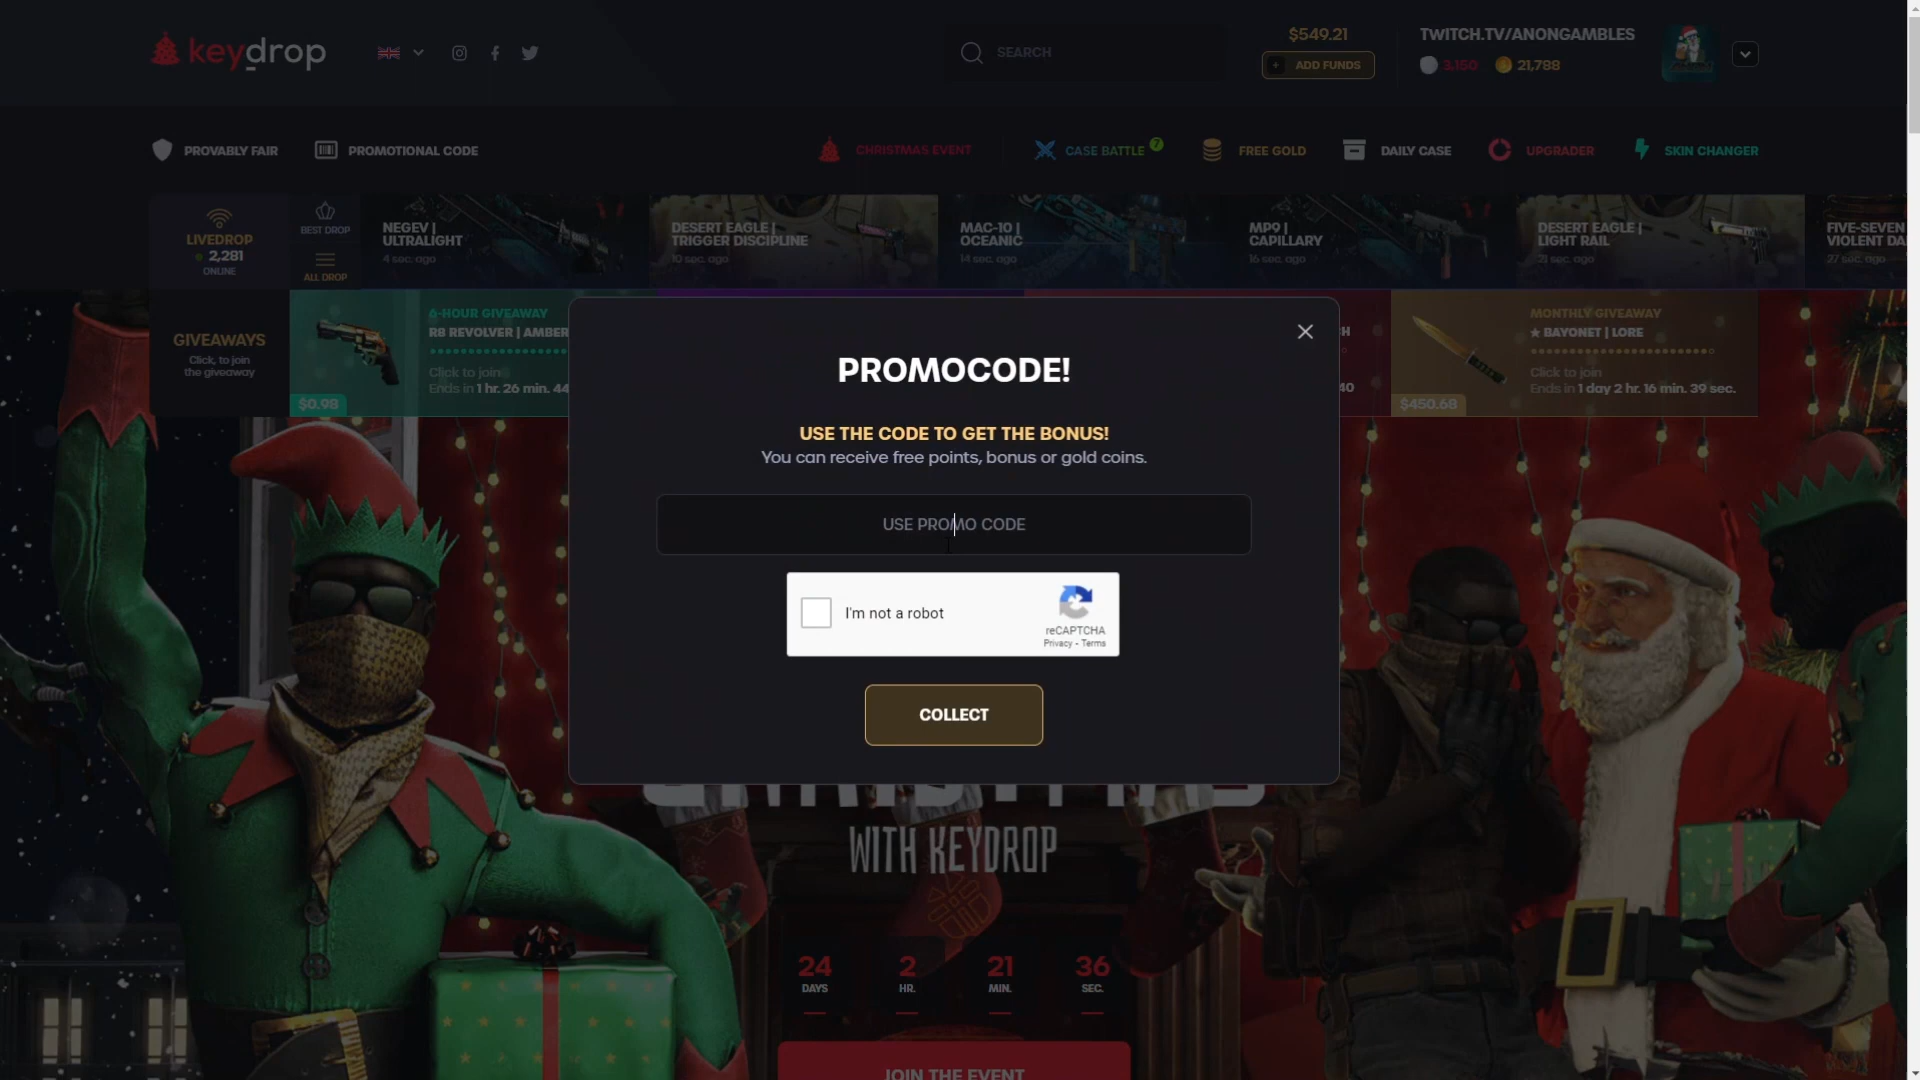 keydrop
SEARCH
$549.21
+ ADD FUNDS
TWITCH.TV/ANONGAMBLES
3,150 21,788
PROVABLY FAIR
PROMOTIONAL CODE
CHRISTMAS EVENT
CASE BATTLE 7
FREE GOLD
DAILY CASE
UPGRADER
SKIN CHANGER
LIVEDROP
2,281
ONLINE
BEST DROP
ALL DROP
NEGEV |
ULTRALIGHT
4 sec. ago
DESERT EAGLE |
TRIGGER DISCIPLINE
10 sec. ago
MAC-10 |
OCEANIC
14 sec. ago
MP9 |
CAPILLARY
16 sec. ago
DESERT EAGLE |
LIGHT RAIL
21 sec. ago
FIVE-SEVEN
VIOLENT DA
27 sec. ago
GIVEAWAYS
Click, to join
the giveaway
6-HOUR GIVEAWAY
R8 REVOLVER | AMBER
Click to join
Ends in 1 hr. 26 min. 44
$0.98
H
40
MONTHLY GIVEAWAY
★ BAYONET | LORE
Click to join
Ends in 1 day 2 hr. 16 min. 39 sec.
$450.68
PROMOCODE!
USE THE CODE TO GET THE BONUS!
You can receive free points, bonus or gold coins.
USE PROMO CODE
I'm not a robot
reCAPTCHA
Privacy - Terms
COLLECT
CHRISTMAS
WITH KEYDROP
24 2 21 36
DAYS HR. MIN. SEC.
JOIN THE EVENT